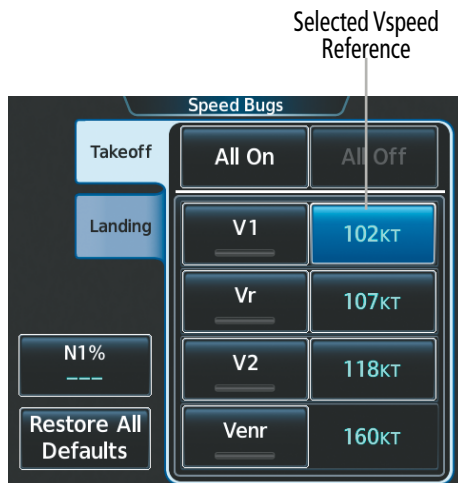 Selected Vspeed
Reference
Speed Bugs
Takeoff
All On
All Off
Landing
V1
102KT
Vr
107KT
N1%
___
V2
118KT
Restore All
Defaults
Venr
160KT